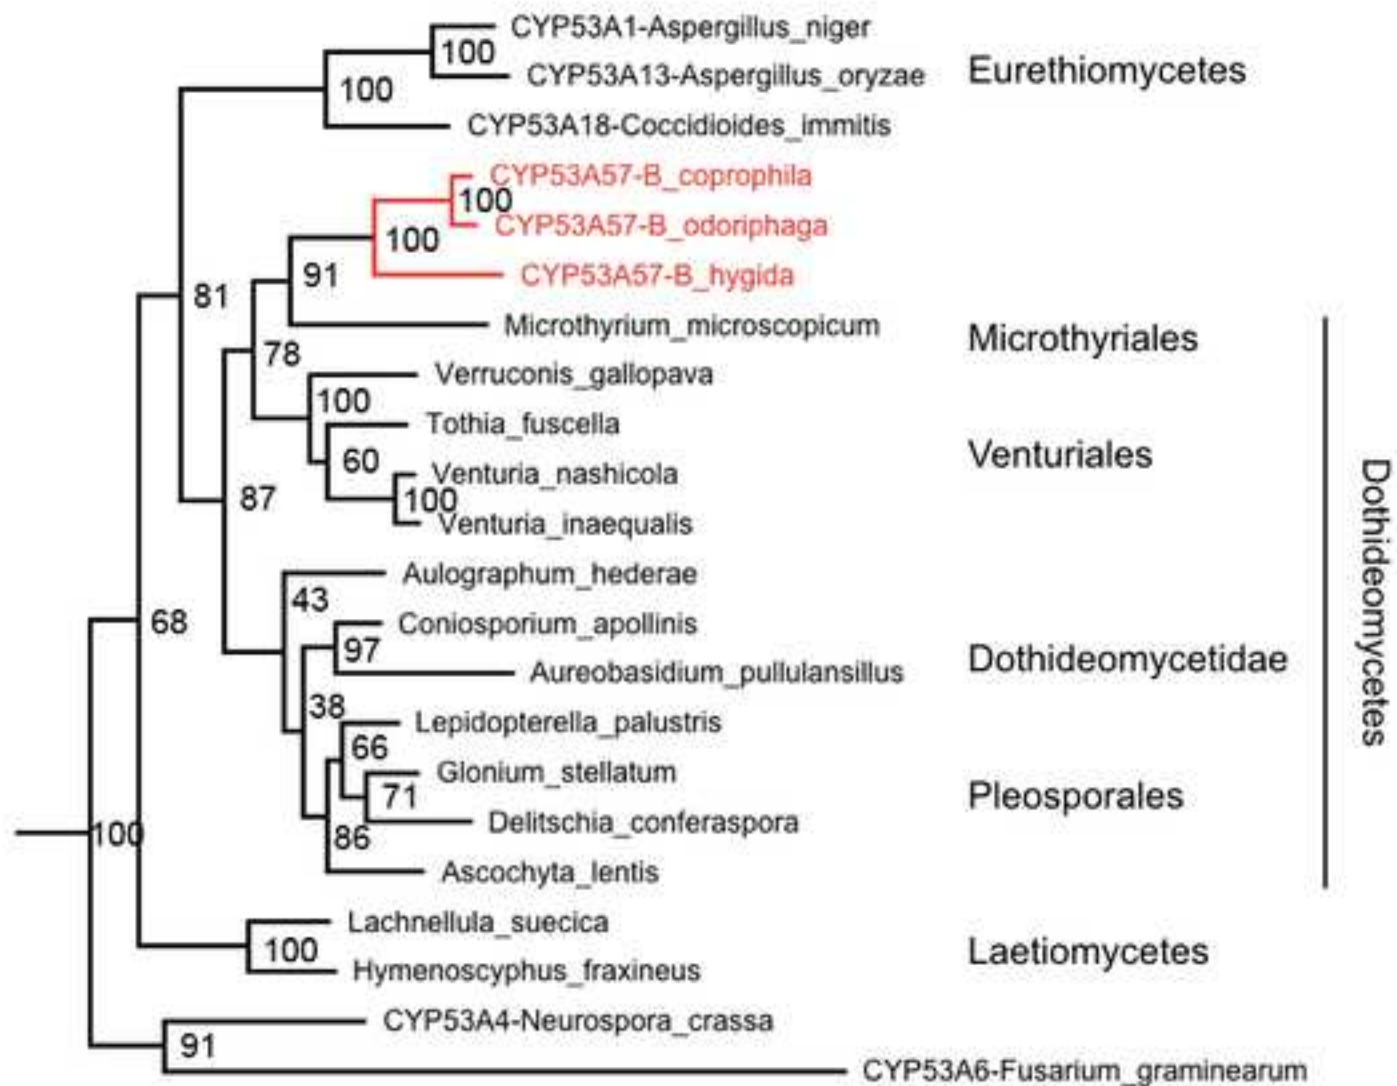 CYP53A1-Aspergillus_niger
100
CYP53A13-Aspergillus_oryzae
Eurethiomycetes
100
CYP53A18-Coccidioides_immitis
CYP53A57-B_coprophila
100
CYP53A57-B_odoriphaga
100
CYP53A57-B_hygida
91
81
Microthyrium_microscopicum
Microthyriales
78
Verruconis_gallopava
100
Tothia_fuscella
60
Venturiales
Venturia_nashicola
100
87
Venturia_inaequalis
Dothideomycetes
Aulographum_hederae
43
Coniosporium_apollinis
68
97
Dothideomycetidae
Aureobasidium_pullulansillus
38
Lepidopterella_palustris
66
Glonium_stellatum
71
Pleosporales
Delitschia_conferaspora
100
86
Ascochyta_lentis
Lachnellula_suecica
100
Laetiomycetes
Hymenoscyphus_fraxineus
CYP53A4-Neurospora_crassa
91
CYP53A6-Fusarium_graminearum